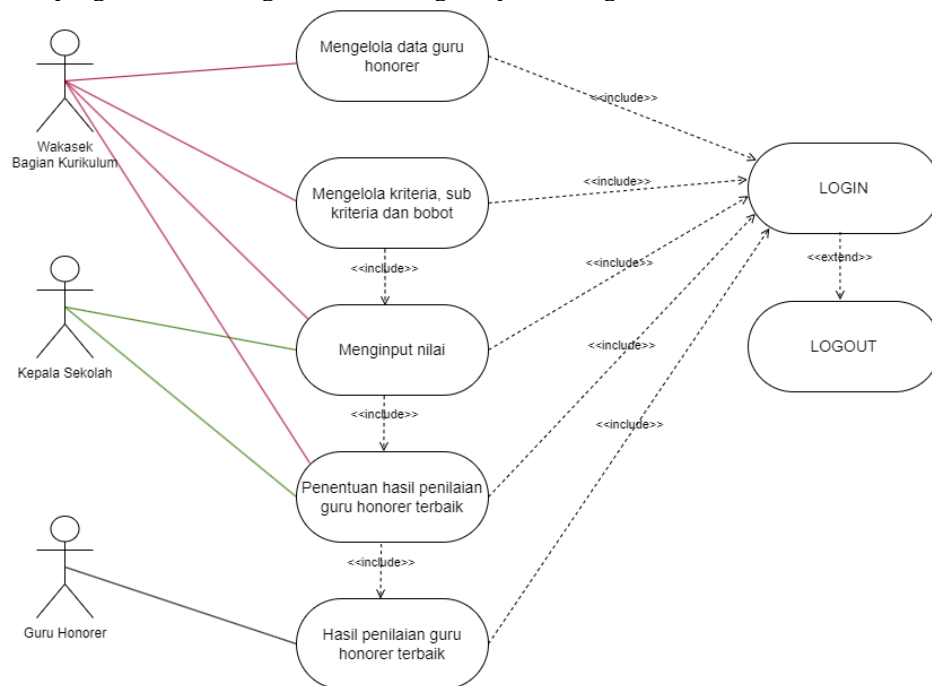 Mengelola data guru
honorer
<<include>>
Wakasek
Bagian Kurikulum
Mengelola kriteria, sub
kriteria dan bobot
<<include>>
LOGIN
<<include>>
<<include>>
<<extend>>
Menginput nilai
<<include>>
LOGOUT
Kepala Sekolah
<<include>>
<<include>>
Penentuan hasil penilaian
guru honorer terbaik
<<include>>
Guru Honorer
Hasil penilaian guru
honorer terbaik